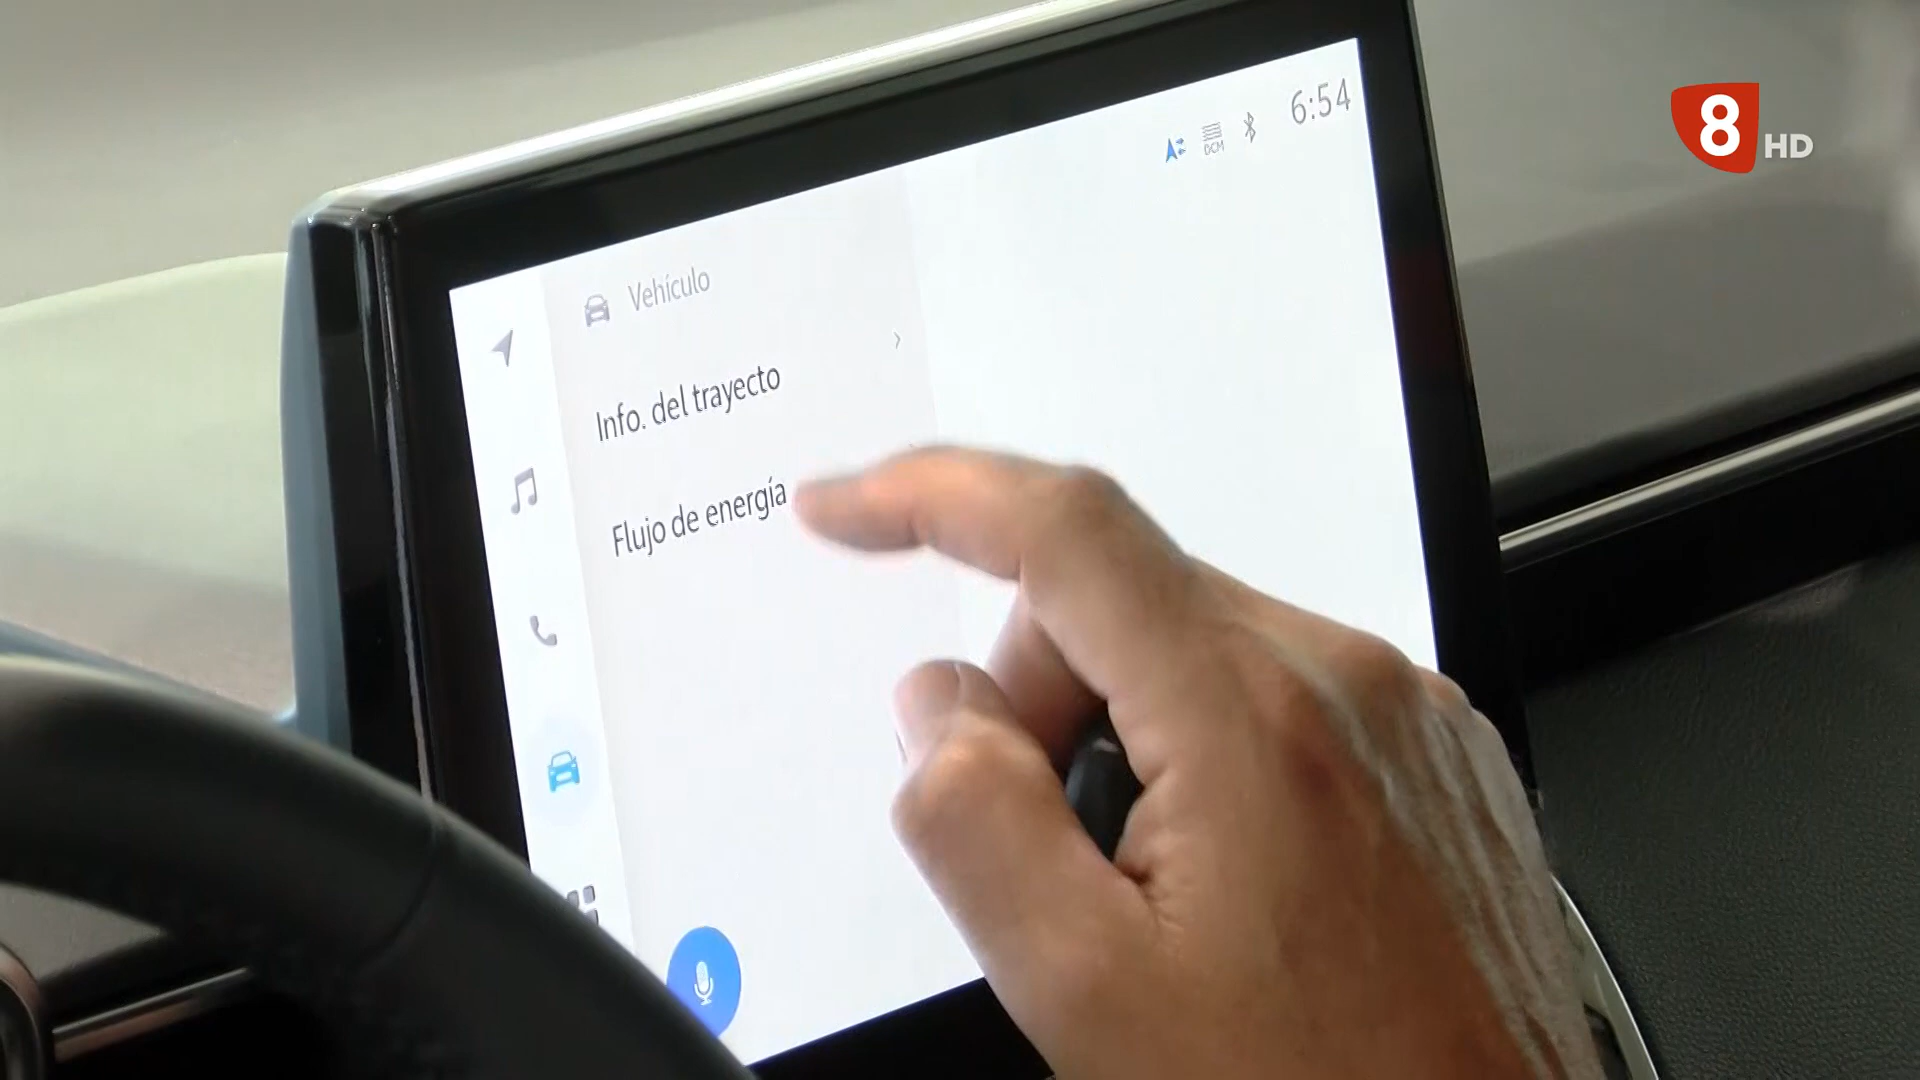 8 HD
6:54
DCM
Vehículo
Info. del trayecto
Flujo de energía